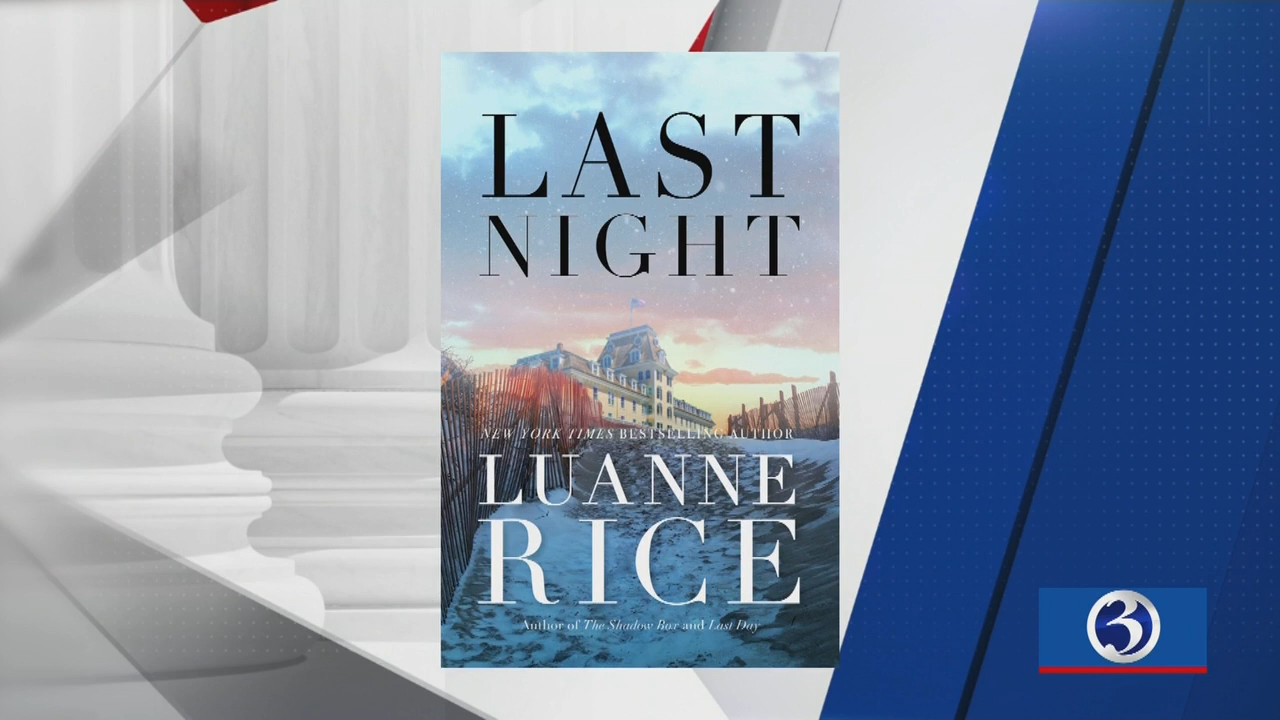 LAST
NIGHT
NEW YORK TIMES BESTSELLING AUTHOR
LUANNE
RICE
Author of The Shadow Box and Last Day
3